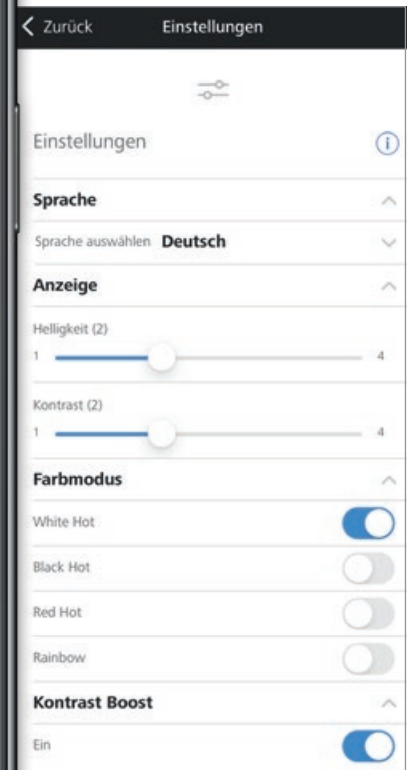 Zurück Einstellungen
Einstellungen
Sprache
Sprache auswählen Deutsch
Anzeige
Helligkeit (2)
1 4
Kontrast (2)
1 4
Farbmodus
White Hot
Black Hot
Red Hot
Rainbow
Kontrast Boost
Ein